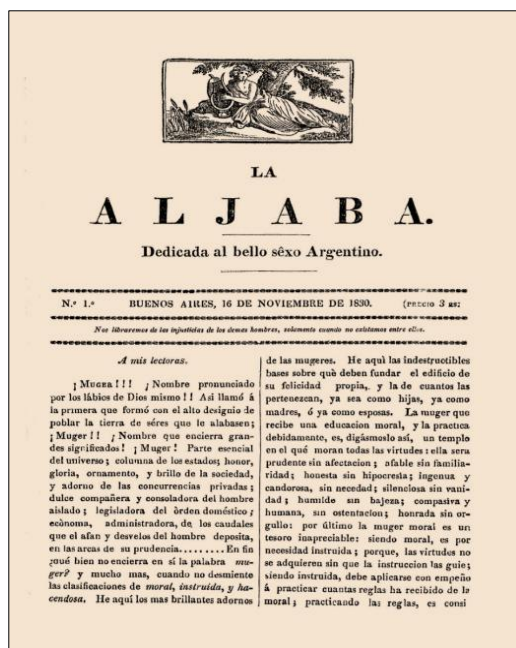 LA
ALJABA.
Dedicada al bello sêxo Argentino.
N.º 1.º BUENOS AIRES, 16 DE NOVIEMBRE DE 1830. (PRECIO 3 RS:
Nos libraremos de las injusticias de los demas hombres, solamente cuando no existamos entre ellos.
A mis lectoras.
¡ MUGER ! ! ! ¡ Nombre pronunciado
por los lábios de Dios mismo ! ! Asi llamó á
la primera que formó con el alto designio de
poblar la tierra de séres que le alabasen ;
¡ Muger ! ! ¡ Nombre que encierra gran-
des significados ! ¡ Muger ! Parte esencial
del universo ; columna de los estados ; honor,
gloria, ornamento, y brillo de la sociedad,
y adorno de las concurrencias privadas ;
dulce compañera y consoladora del hombre
aislado ; legisladora del òrden doméstico ;
ecònoma, administradora, de los caudales
que el afan y desvelos del hombre deposita,
en las arcas de su prudencia......... En fin
¿qué bien no encierra en sí la palabra mu-
ger? y mucho mas, cuando no desmiente
las clasificaciones de moral, instruida, y ha-
cendosa. He aquì los mas brillantes adornos
de las mugeres. He aquì las indestructibles
bases sobre què deben fundar el edificio de
su felicidad propia, y la de cuantos las
pertenezcan, ya sea como hijas, ya como
madres, ó ya como esposas. La muger que
recibe una educacion moral, y la practica
debidamente, es, digásmoslo así, un templo
en el qué moran todas las virtudes : ella sera
prudente sin afectacion ; afable sin familia-
ridad ; honesta sin hipocresìa ; ingenua y
candorosa, sin necedad ; silenciosa sin vani-
dad ; humilde sin bajeza ; compasiva y
humana, sin ostentacion ; honrada sin or-
gullo : por último la muger moral es un
tesoro inapreciable : siendo moral, es por
necesidad instruida ; porque, las virtudes no
se adquieren sin que la instruccion las guie ;
siendo instruida, debe aplicarse con empeño
á practicar cuantas reglas ha recibido de la
moral ; practicando las reglas, es consi